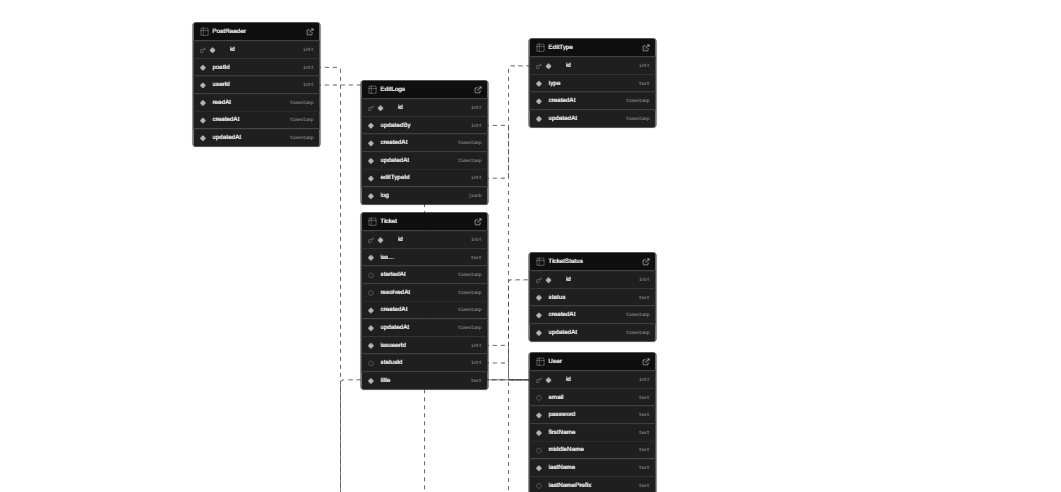 PostReader
id int4
postId int4
userId int4
readAt timestamp
createdAt timestamp
updatedAt timestamp
EditLogs
id int4
updatedBy int4
createdAt timestamp
updatedAt timestamp
editTypeId int4
log jsonb
Ticket
id int4
iss... text
startedAt timestamp
resolvedAt timestamp
createdAt timestamp
updatedAt timestamp
issueerId int4
statusId int4
title text
EditType
id int4
type text
createdAt timestamp
updatedAt timestamp
TicketStatus
id int4
status text
createdAt timestamp
updatedAt timestamp
User
id int4
email text
password text
firstName text
middleName text
lastName text
lastNamePrefix text